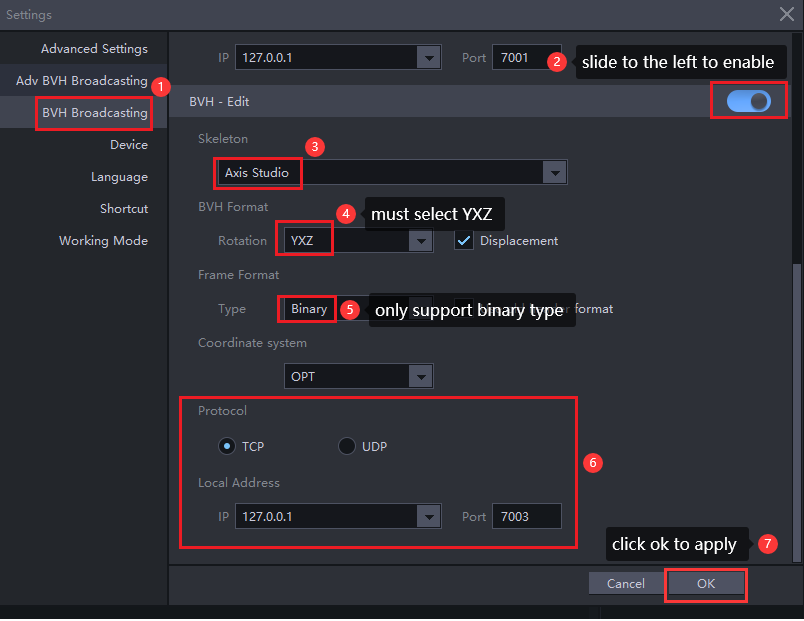 Settings
Advanced Settings
Adv BVH Broadcasting
1
BVH Broadcasting
Device
Language
Shortcut
Working Mode
IP 127.0.0.1 Port 7001
2 slide to the left to enable
BVH - Edit
Skeleton
3
Axis Studio
BVH Format
4 must select YXZ
Rotation YXZ Displacement
Frame Format
Type Binary format
5 only support binary type
Coordinate system
OPT
Protocol
TCP UDP
6
Local Address
IP 127.0.0.1 Port 7003
click ok to apply 7
Cancel OK